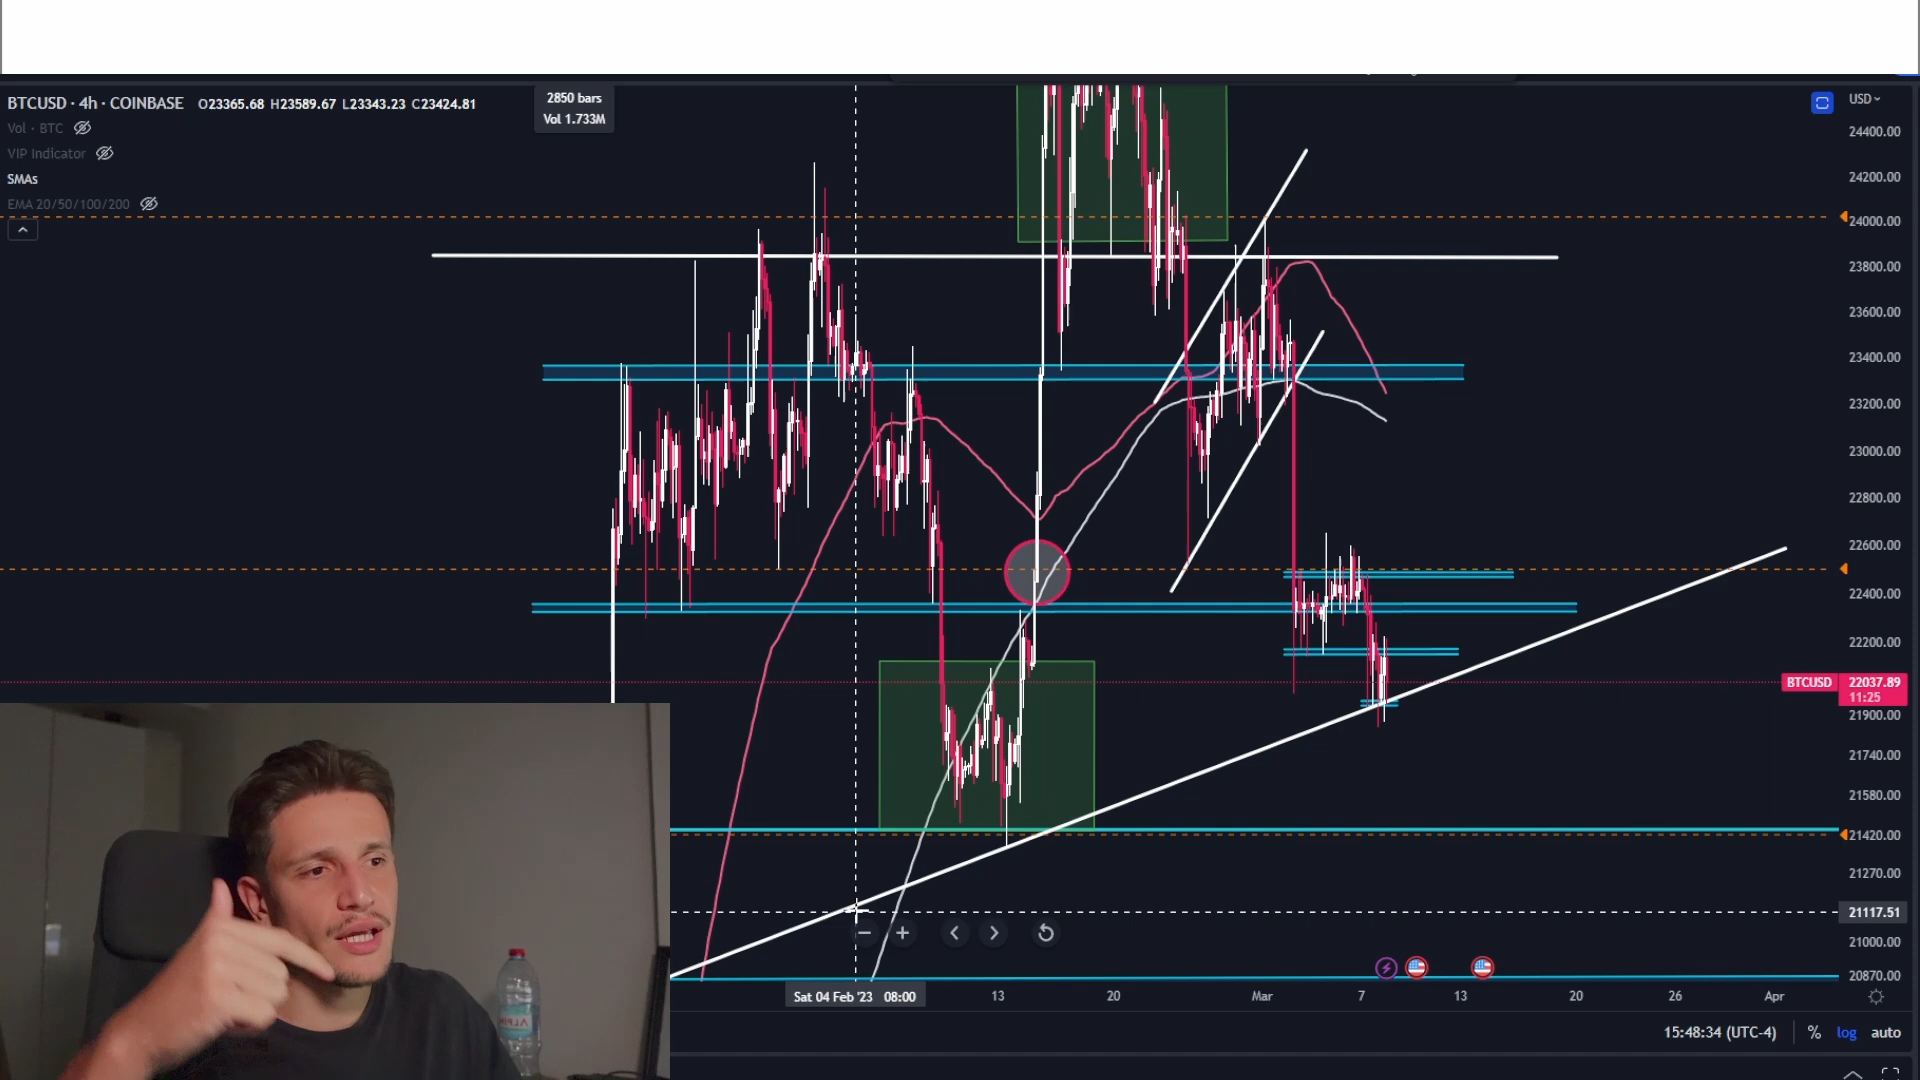 BTCUSD · 4h · COINBASE O23365.68 H23589.67 L23343.23 C23424.81
Vol · BTC
VIP Indicator
SMAs
EMA 20/50/100/200
2850 bars
Vol 1.733M
USD
24400.00
24200.00
24000.00
23800.00
23600.00
23400.00
23200.00
23000.00
22800.00
22600.00
22400.00
22200.00
BTCUSD 22037.89
11:25
21900.00
21740.00
21580.00
21420.00
21270.00
21117.51
21000.00
20870.00
Sat 04 Feb '23 08:00 13 20 Mar 7 13 20 26 Apr
15:48:34 (UTC-4) % log auto